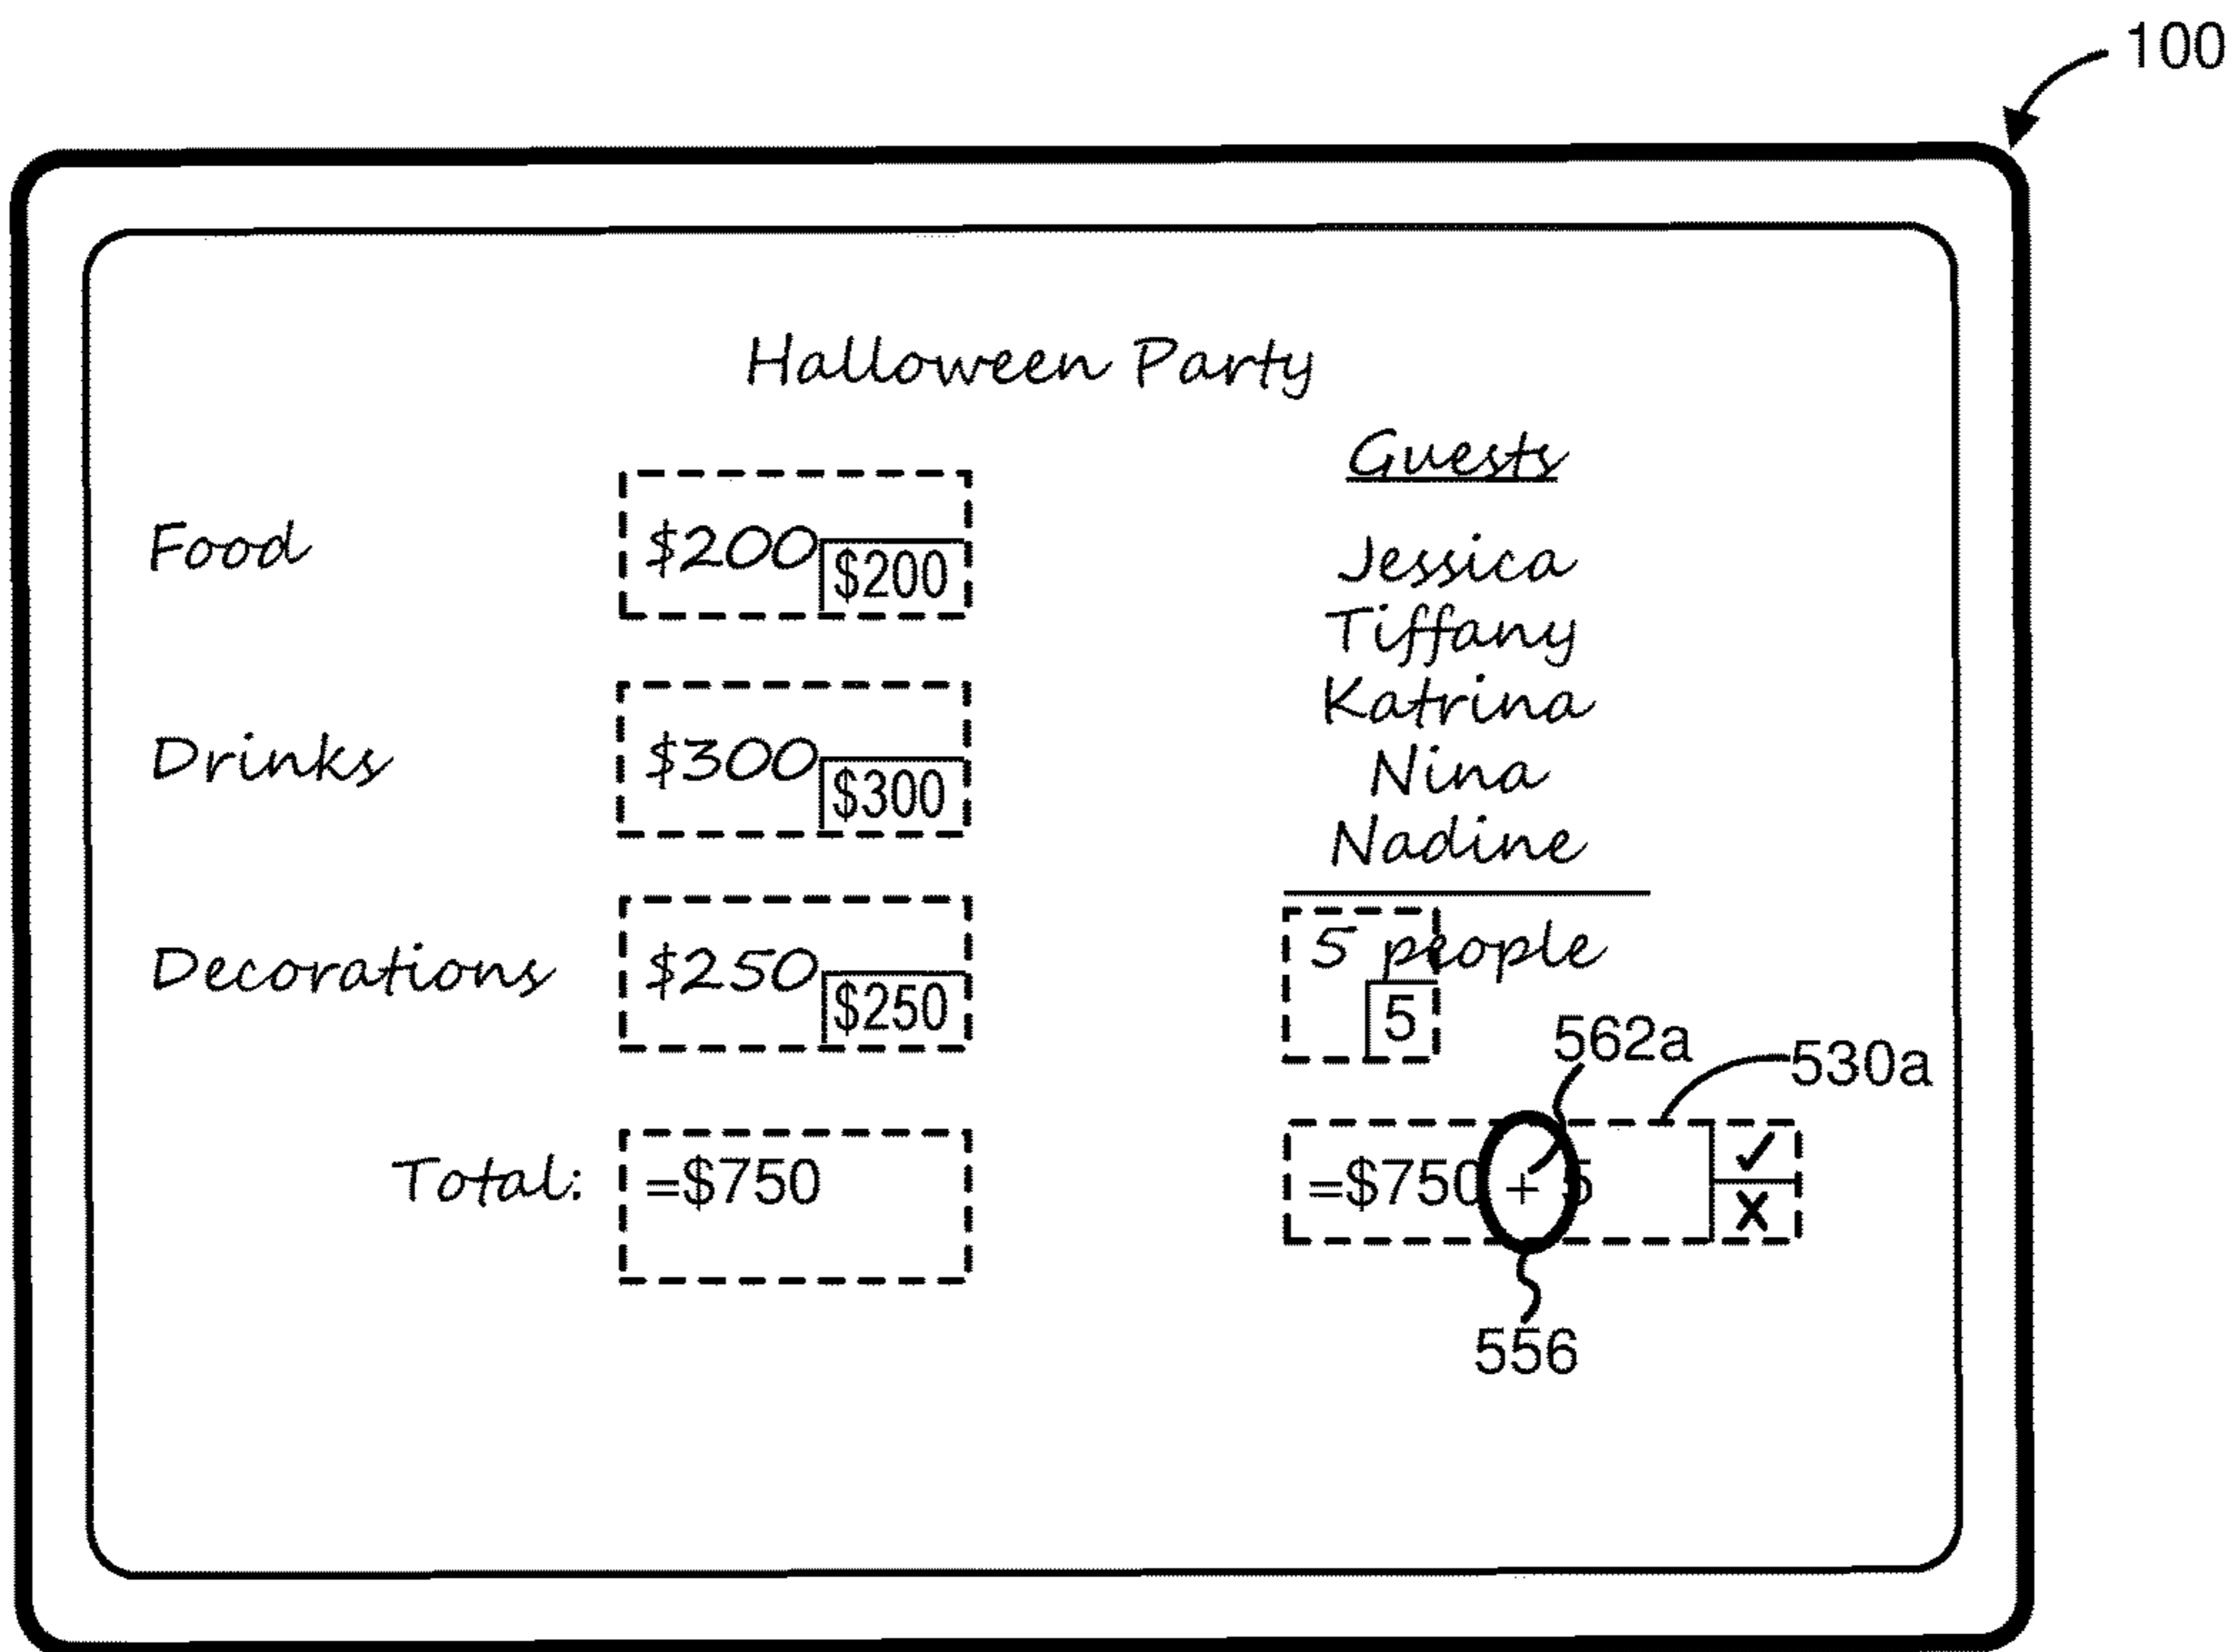 100
Halloween Party
Guests
Food $200 $200
Jessica
Tiffany
Katrina
Drinks $300 $300
Nina
Nadine
Decorations $250 $250
5 people
5
562a
530a
Total: =$750
=$750 + 5 ✓
X
556